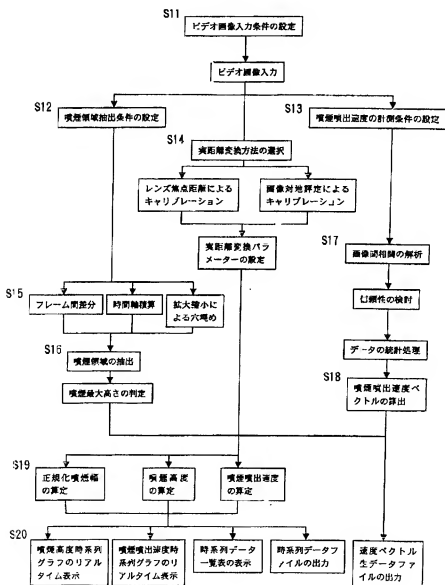 S11
ビデオ画像入力条件の設定
ビデオ画像入力
S12
噴煙領域抽出条件の設定
S13
噴煙噴出速度の計測条件の設定
S14
実距離変換方法の選択
レンズ焦点距離による
キャリブレーション
画像対地評定による
キャリブレーション
実距離変換パラ
メーターの設定
S17
画像間相関の解析
信頼性の検討
データの統計処理
S18
噴煙噴出速度ベ
クトルの算出
S15
フレーム間差分
時間軸積算
拡大縮小に
よる穴埋め
S16
噴煙領域の抽出
噴煙最大高さの判定
S19
正規化噴煙幅
の算定
噴煙高度
の算定
噴煙噴出速度
の算定
S20
噴煙高度時系列
グラフのリアル
タイム表示
噴煙噴出速度時
系列グラフのリ
アルタイム表示
時系列データ
一覧表の表示
時系列データフ
ァイルの出力
速度ベクトル
生データファ
イルの出力